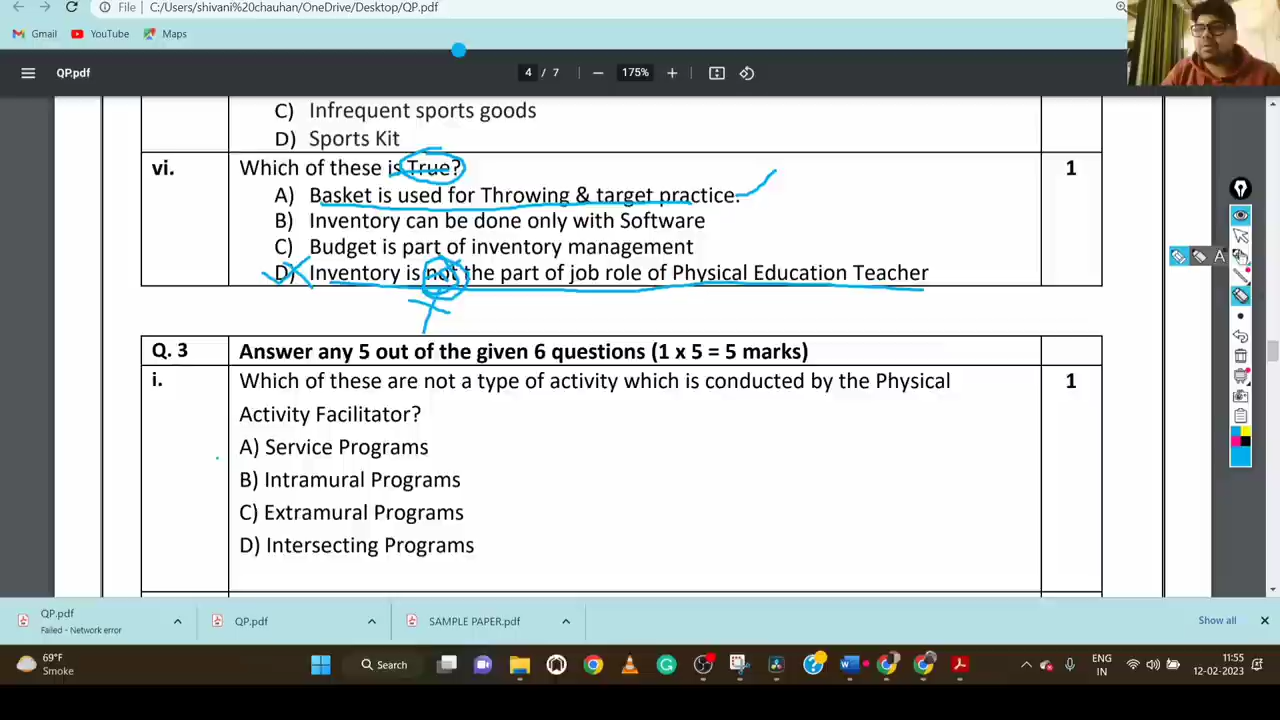 File
C:/Users/shivani%20chauhan/OneDrive/Desktop/QP.pdf
Gmail
YouTube
Maps
QP.pdf
4 / 7
175%
C) Infrequent sports goods
D) Sports Kit
vi. Which of these is True? 1
A) Basket is used for Throwing & target practice.
B) Inventory can be done only with Software
C) Budget is part of inventory management
D) Inventory is not the part of job role of Physical Education Teacher
Q. 3 Answer any 5 out of the given 6 questions (1 x 5 = 5 marks)
i. Which of these are not a type of activity which is conducted by the Physical 1
Activity Facilitator?
A) Service Programs
B) Intramural Programs
C) Extramural Programs
D) Intersecting Programs
A
QP.pdf
Failed - Network error
QP.pdf
SAMPLE PAPER.pdf
Show all
69°F
Smoke
Search
ENG
IN
11:55
12-02-2023